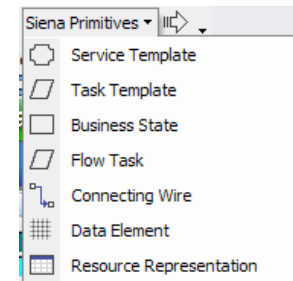 Siena Primitives
Service Template
Task Template
Business State
Flow Task
Connecting Wire
Data Element
Resource Representation